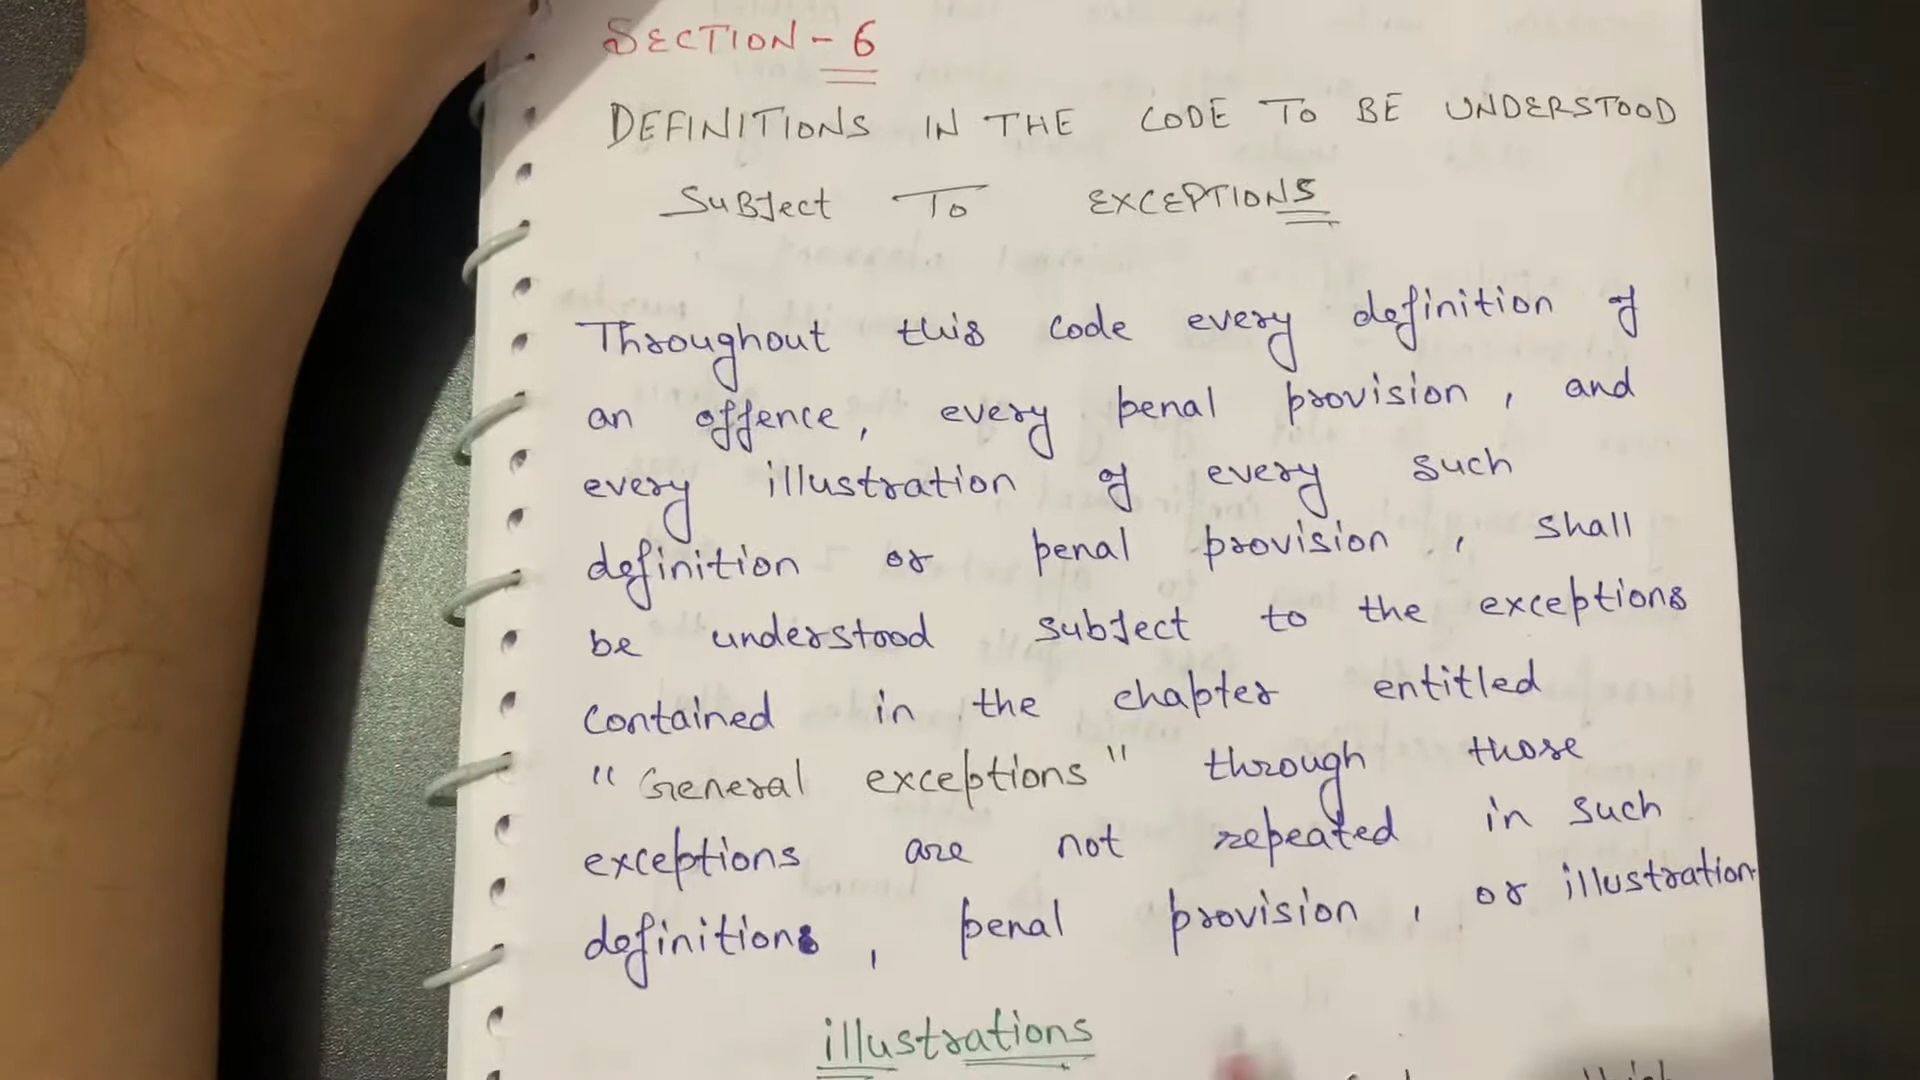 SECTION - 6
DEFINITIONS IN THE CODE TO BE UNDERSTOOD
SUBJECT TO EXCEPTIONS
Throughout this code every definition of
an offence, every penal provision, and
every illustration of every such
definition or penal provision, shall
be understood subject to the exceptions
contained in the chapter entitled
"General exceptions" through those
exceptions are not repeated in such
definitions, penal provision, or illustration.
illustrations